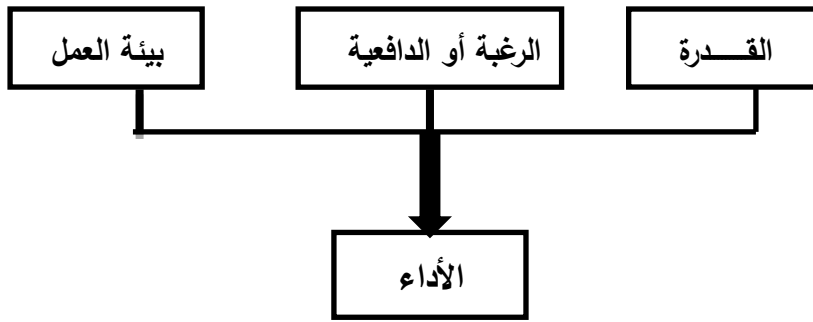 القـــدرة
الرغبة أو الدافعية
بيئة العمل
الأداء